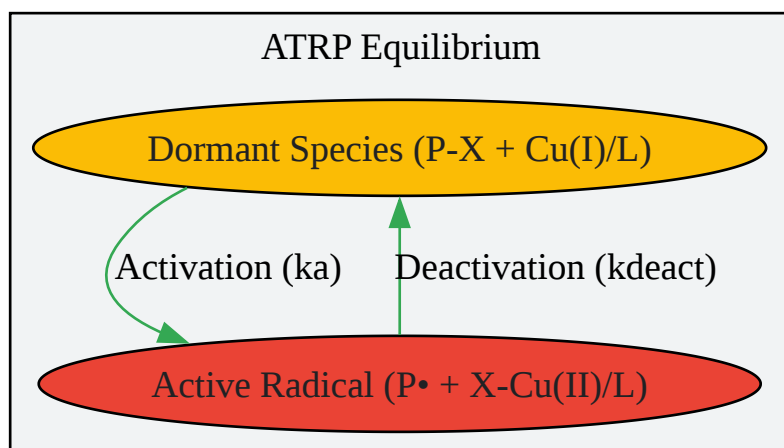 ATRP Equilibrium
Dormant Species (P-X + Cu(I)/L)
Activation (ka)
Deactivation (kdeact)
Active Radical (P• + X-Cu(II)/L)